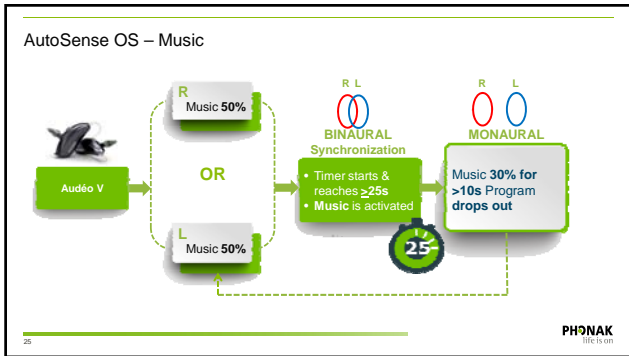 AutoSense OS – Music
R
Music 50%
Audéo V
OR
L
Music 50%
R L
BINAURAL
Synchronization
• Timer starts &
reaches >25s
• Music is activated
25
R L
MONAURAL
Music 30% for
>10s Program
drops out
25
PHONAK
life is on